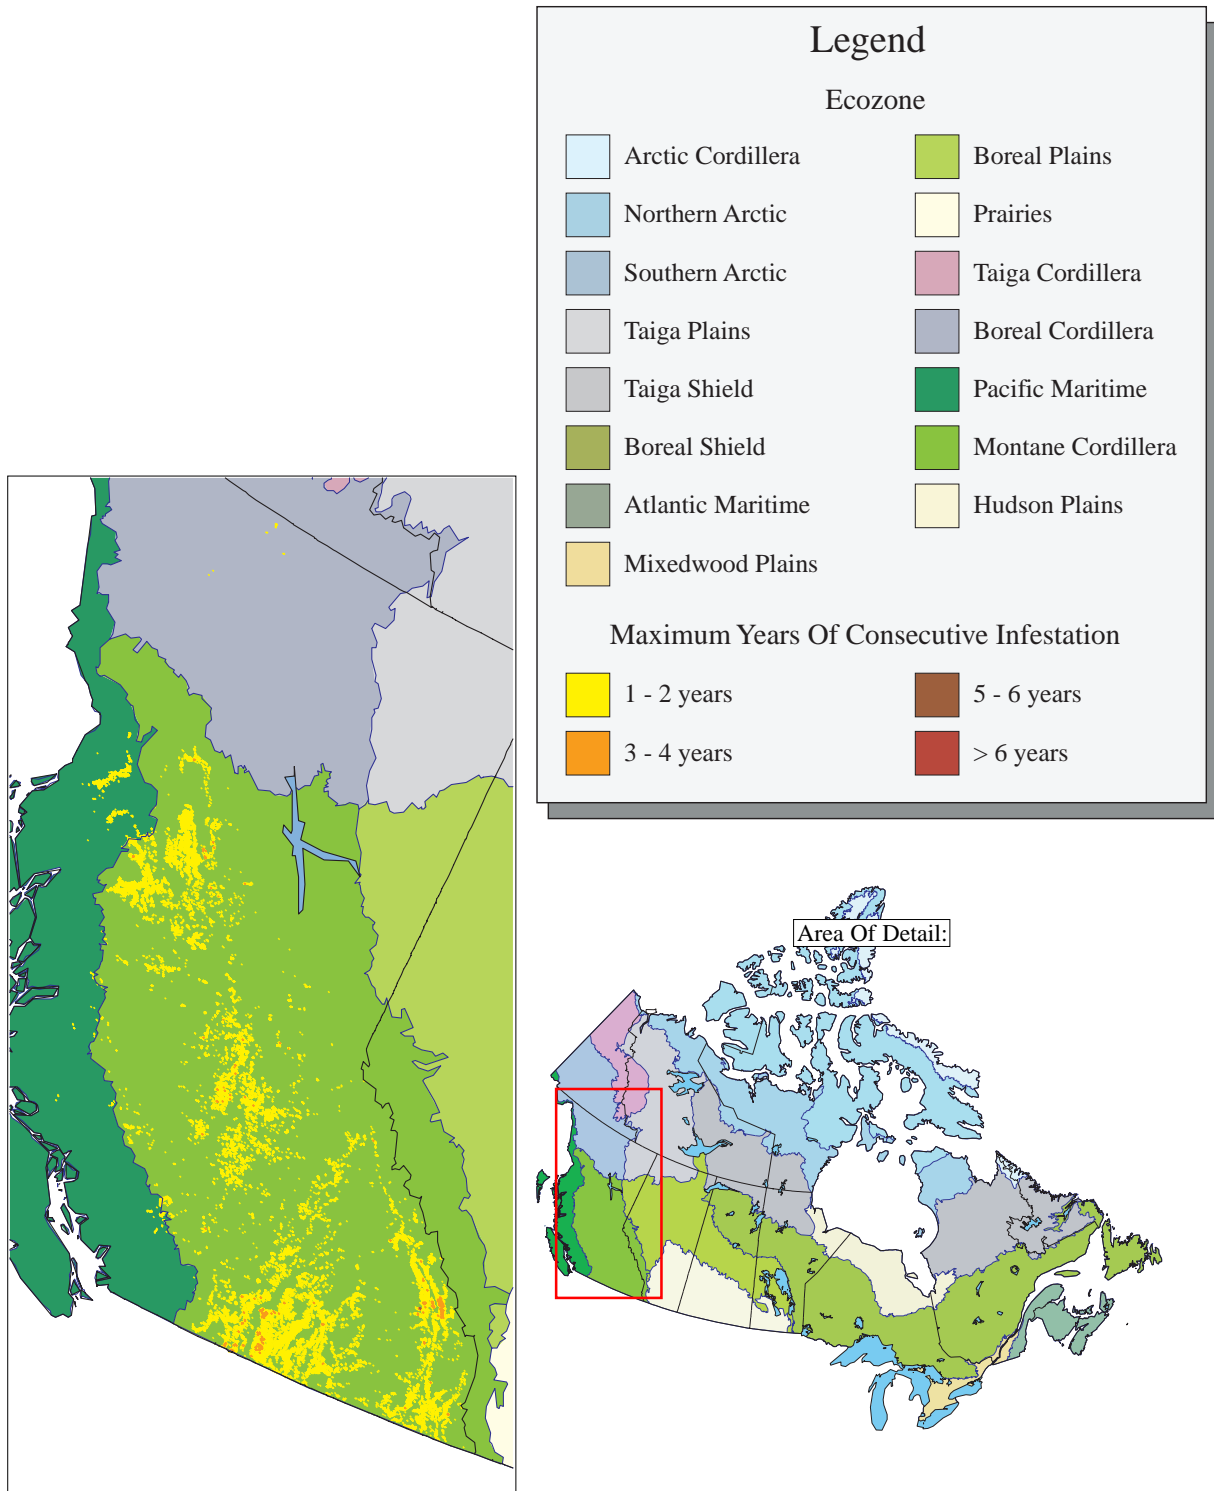 Legend
Ecozone
Arctic Cordillera
Northern Arctic
Southern Arctic
Taiga Plains
Taiga Shield
Boreal Shield
Atlantic Maritime
Mixedwood Plains
Boreal Plains
Prairies
Taiga Cordillera
Boreal Cordillera
Pacific Maritime
Montane Cordillera
Hudson Plains
Maximum Years Of Consecutive Infestation
1 - 2 years
3 - 4 years
5 - 6 years
> 6 years
Area Of Detail: